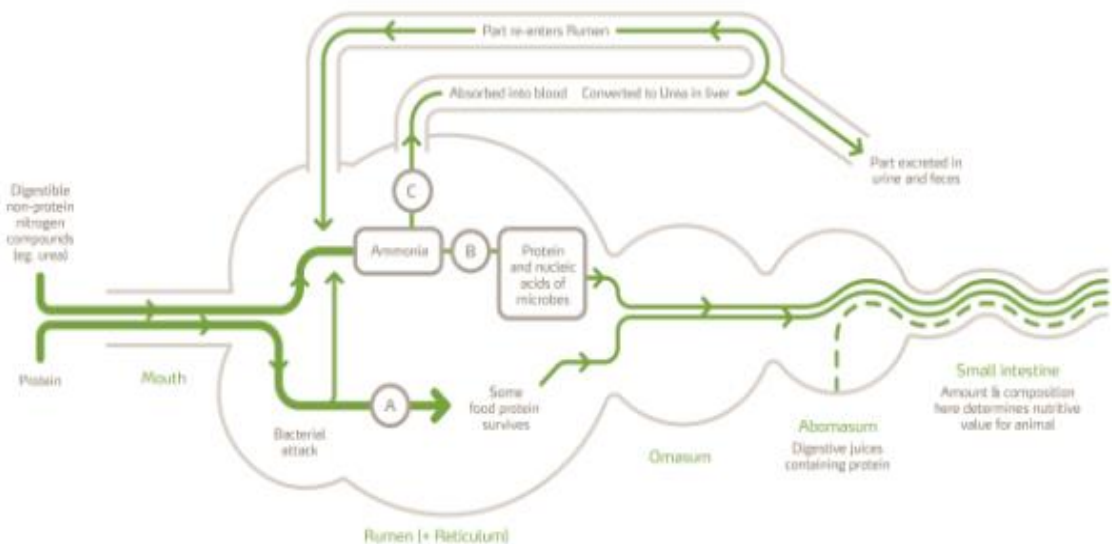 Part re-enters Rumen
Absorbed into blood
Converted to Urea in liver
Part excreted in
urine and feces
Digestible
non-protein
nitrogen
compounds
(eg. urea)
C
Ammonia
B
Protein
and nucleic
acids of
microbes
Protein
Mouth
A
Some
food protein
survives
Bacterial
attack
Small intestine
Amount & composition
here determines nutritive
value for animal
Abomasum
Digestive juices
containing protein
Omasum
Rumen (+ Reticulum)